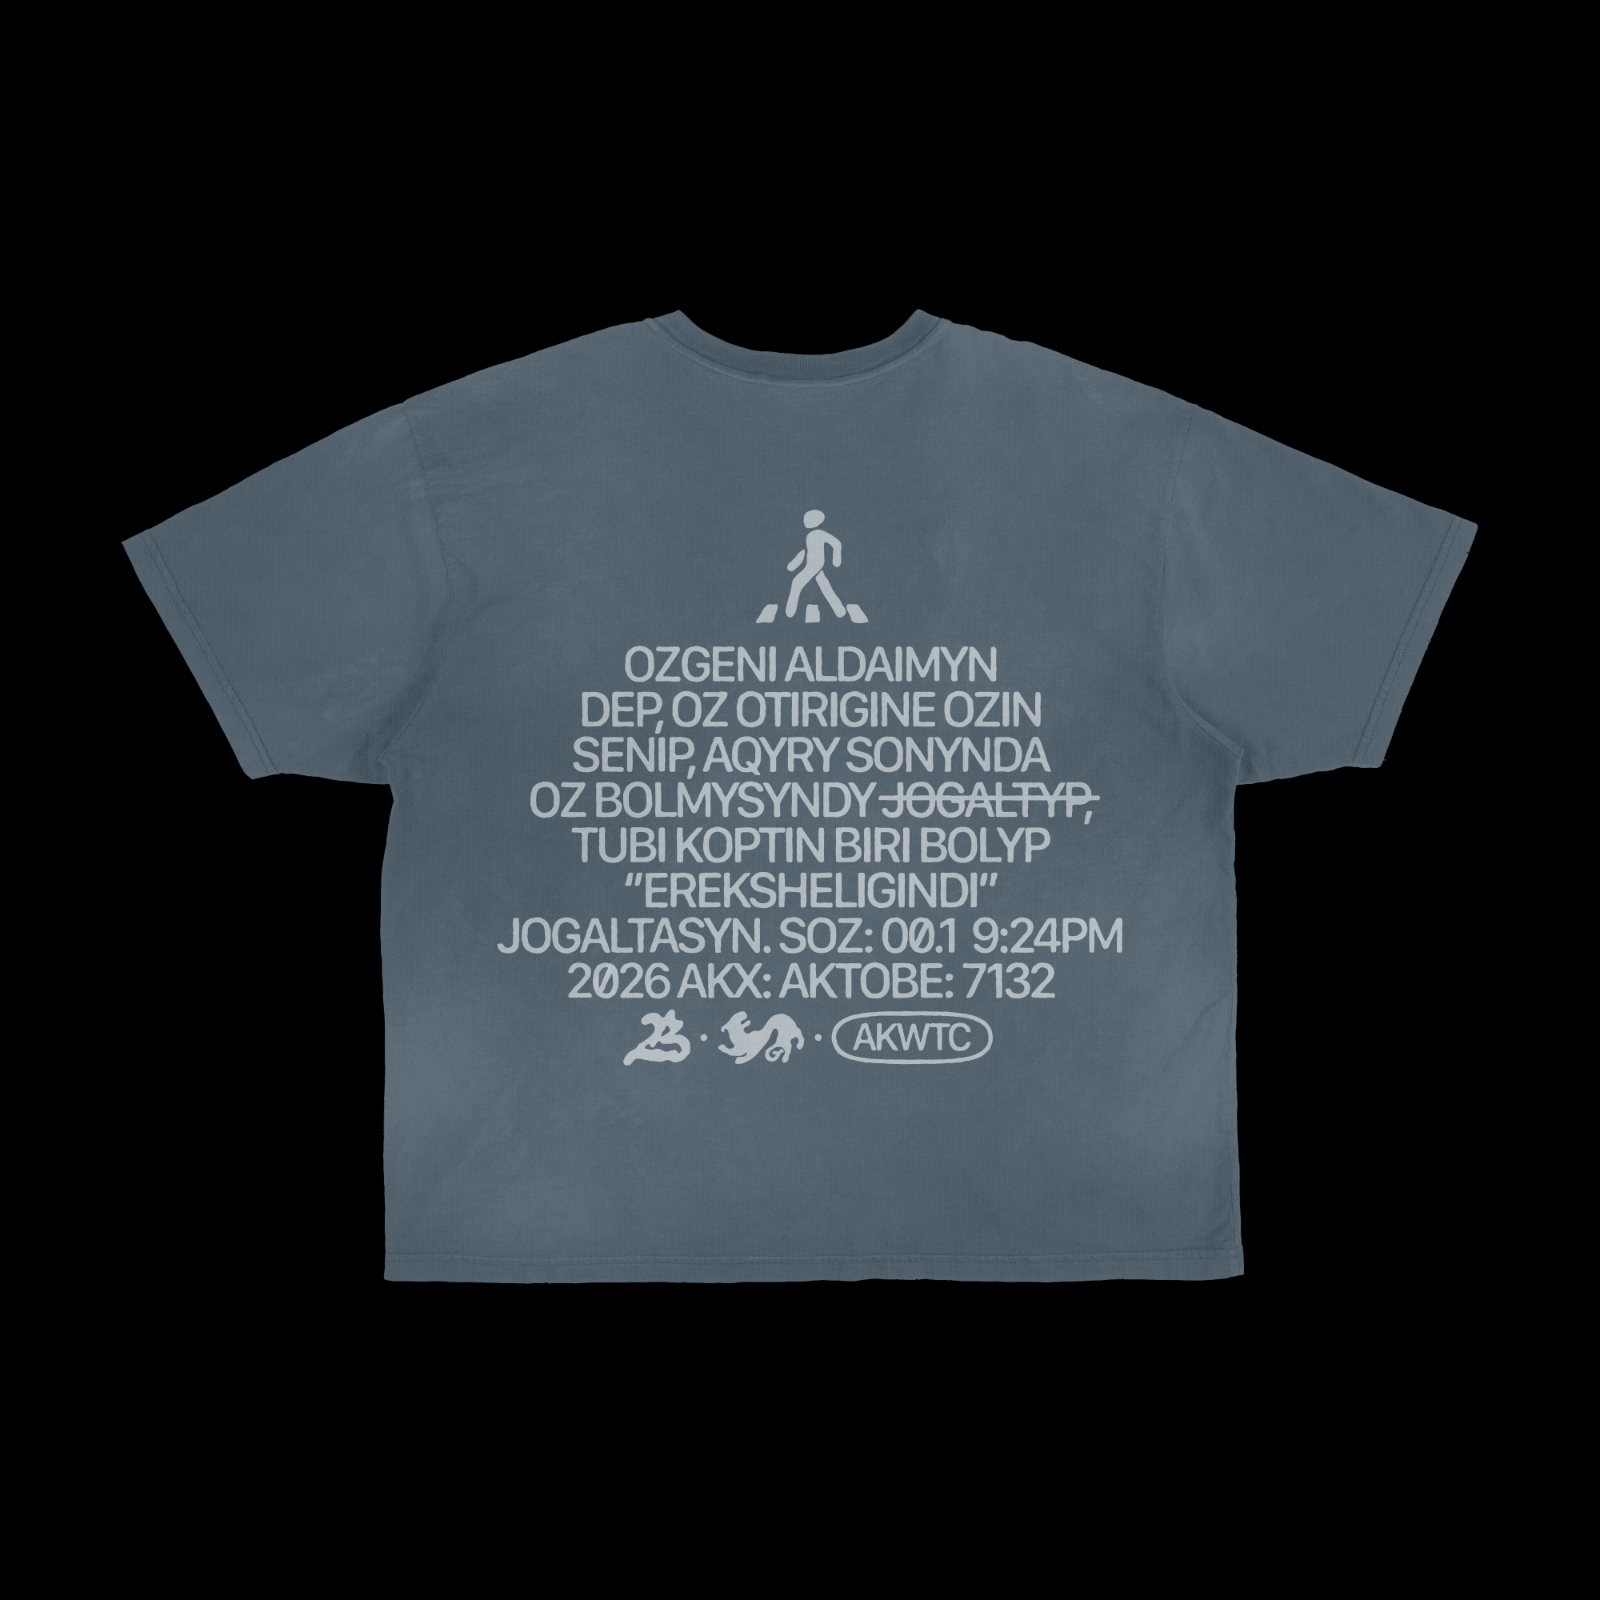 OZGENI ALDAIMYN
DEP, OZ OTIRIGINE OZIN
SENIP, AQYRY SONYNDA
OZ BOLMYSYNDY JOGALTYP,
TUBI KOPTIN BIRI BOLYP
"EREKSHELIGINDI"
JOGALTASYN. SOZ: 00.1 9:24PM
2026 AKX: AKTOBE: 7132
AKWTC